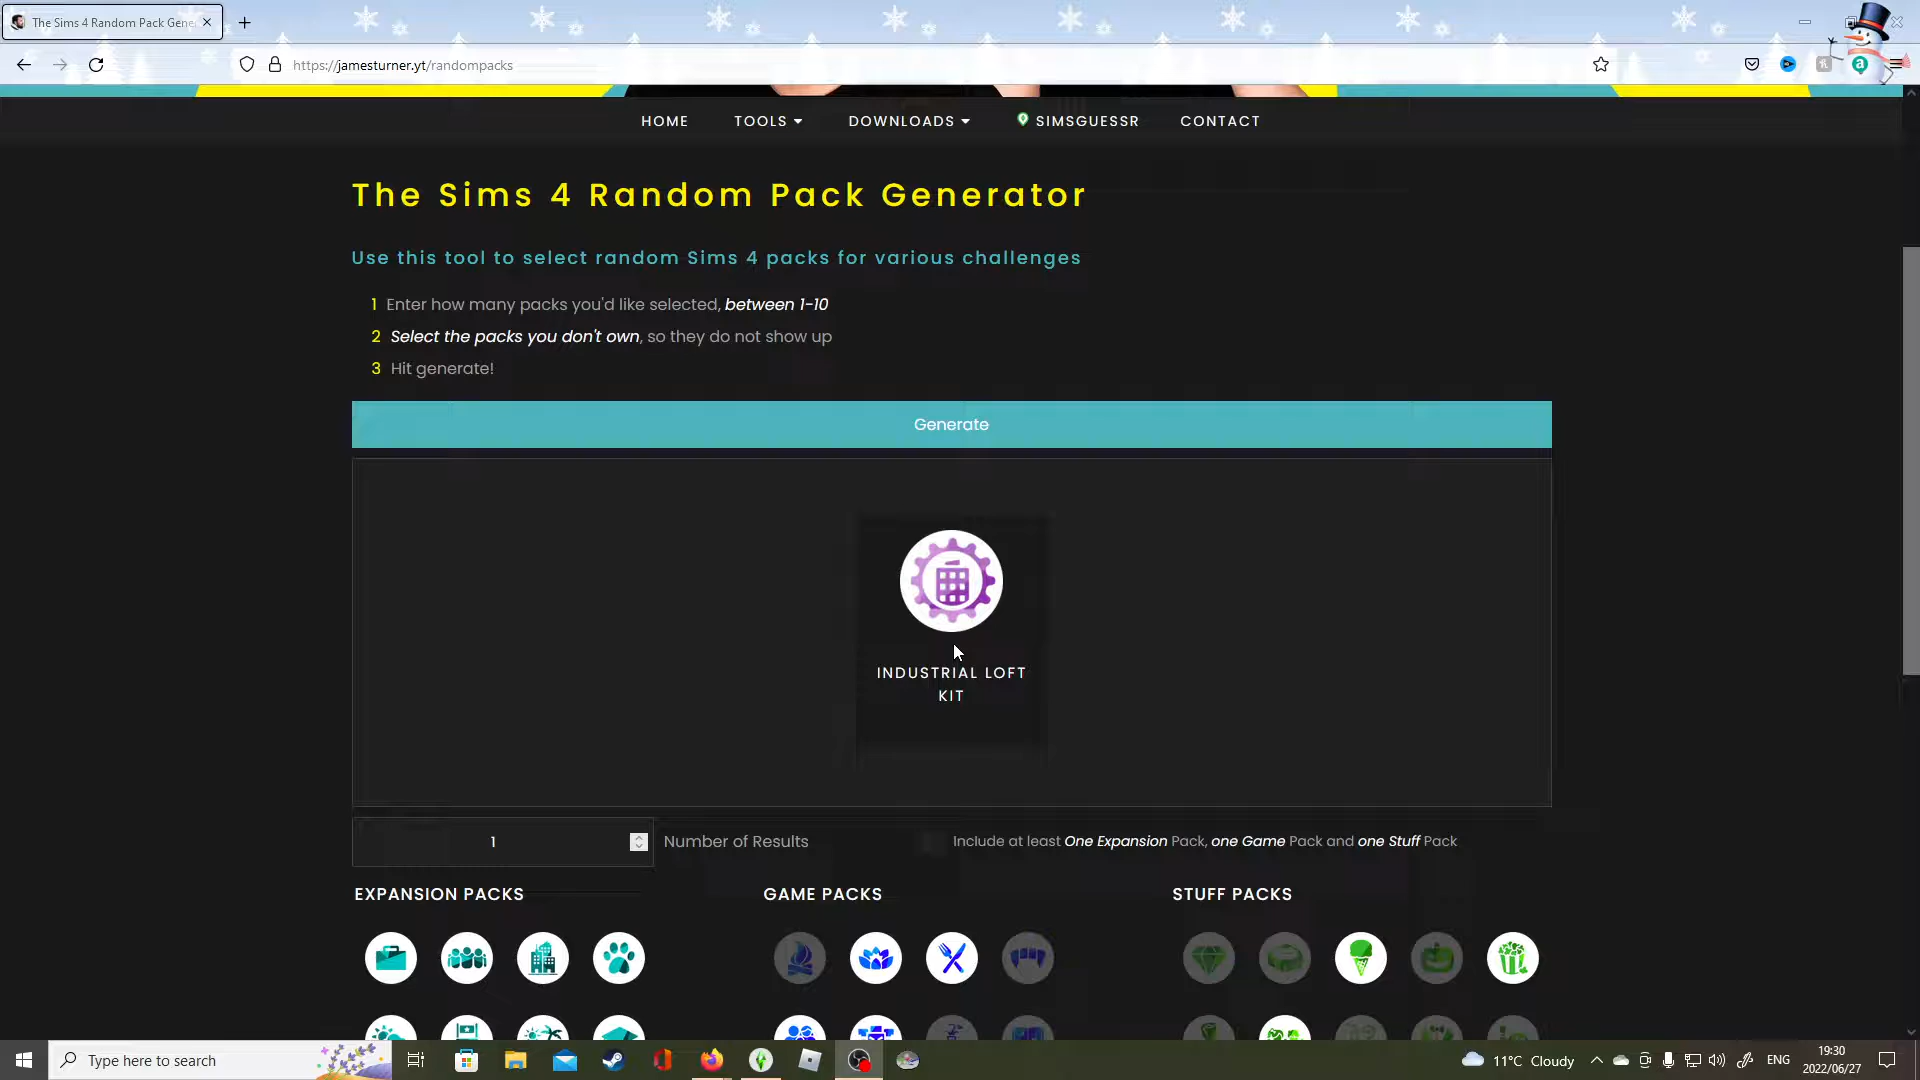 The Sims 4 Random Pack Gene
https://jamesturner.yt/randompacks
HOME TOOLS DOWNLOADS SIMSGUESSR CONTACT
The Sims 4 Random Pack Generator
Use this tool to select random Sims 4 packs for various challenges
1 Enter how many packs you'd like selected, between 1-10
2 Select the packs you don't own, so they do not show up
3 Hit generate!
Generate
INDUSTRIAL LOFT
KIT
1 Number of Results Include at least One Expansion Pack, one Game Pack and one Stuff Pack
EXPANSION PACKS GAME PACKS STUFF PACKS
Type here to search
11°C Cloudy
ENG
19:30
2022/06/27